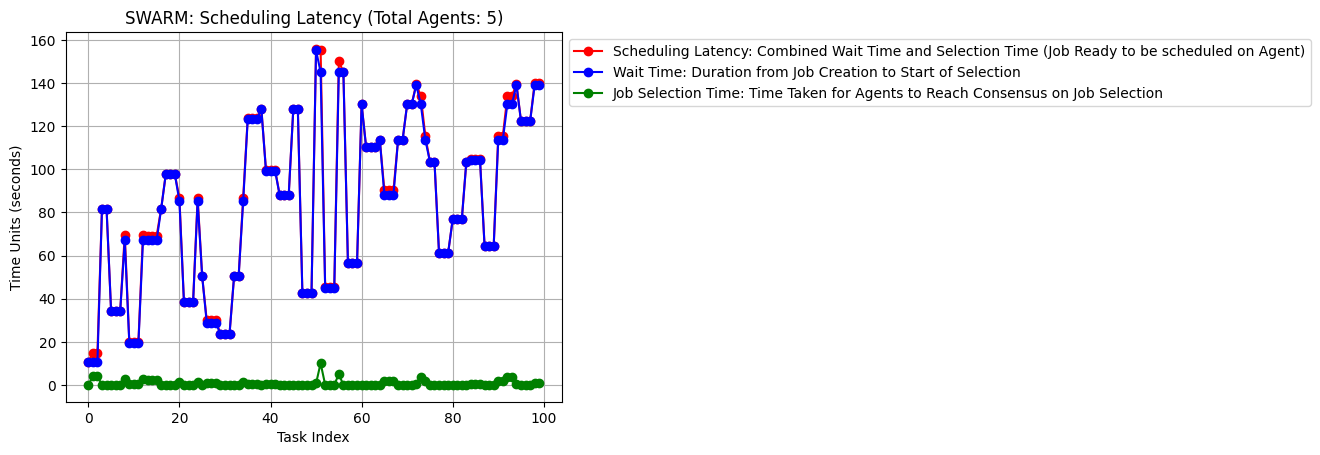 SWARM: Scheduling Latency (Total Agents: 5)
Scheduling Latency: Combined Wait Time and Selection Time (Job Ready to be scheduled on Agent)
Wait Time: Duration from Job Creation to Start of Selection
Job Selection Time: Time Taken for Agents to Reach Consensus on Job Selection
Time Units (seconds)
160
140
120
100
80
60
40
20
0
0 20 40 60 80 100
Task Index